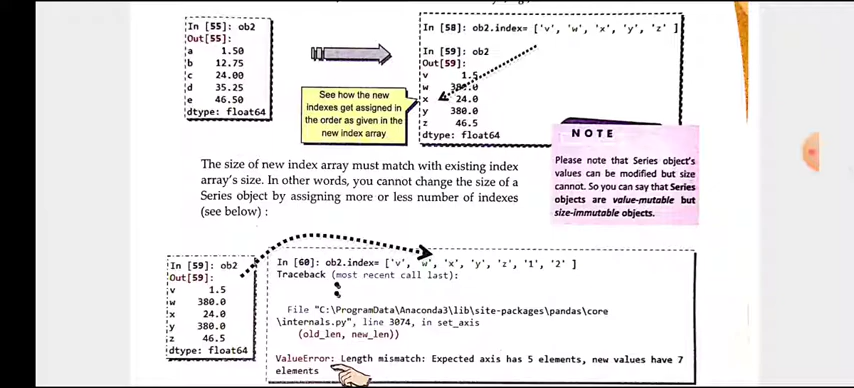 In [55]: ob2
Out[55]:
a 1.50
b 12.75
c 24.00
d 35.25
e 46.50
dtype: float64
See how the new
indexes get assigned in
the order as given in the
new index array
In [58]: ob2.index= ['v', 'w', 'x', 'y', 'z' ]
In [59]: ob2
Out[59]:
v 1.5
w 380.0
x 24.0
y 380.0
z 46.5
dtype: float64
NOTE
Please note that Series object's
values can be modified but size
cannot. So you can say that Series
objects are value-mutable but
size-immutable objects.
The size of new index array must match with existing index
array's size. In other words, you cannot change the size of a
Series object by assigning more or less number of indexes
(see below) :
In [59]: ob2
Out[59]:
v 1.5
w 380.0
x 24.0
y 380.0
z 46.5
dtype: float64
In [60]: ob2.index= ['v', 'w', 'x', 'y', 'z', '1', '2' ]
Traceback (most recent call last):
File "C:\ProgramData\Anaconda3\lib\site-packages\pandas\core
\internals.py", line 3074, in set_axis
(old_len, new_len))
ValueError: Length mismatch: Expected axis has 5 elements, new values have 7
elements